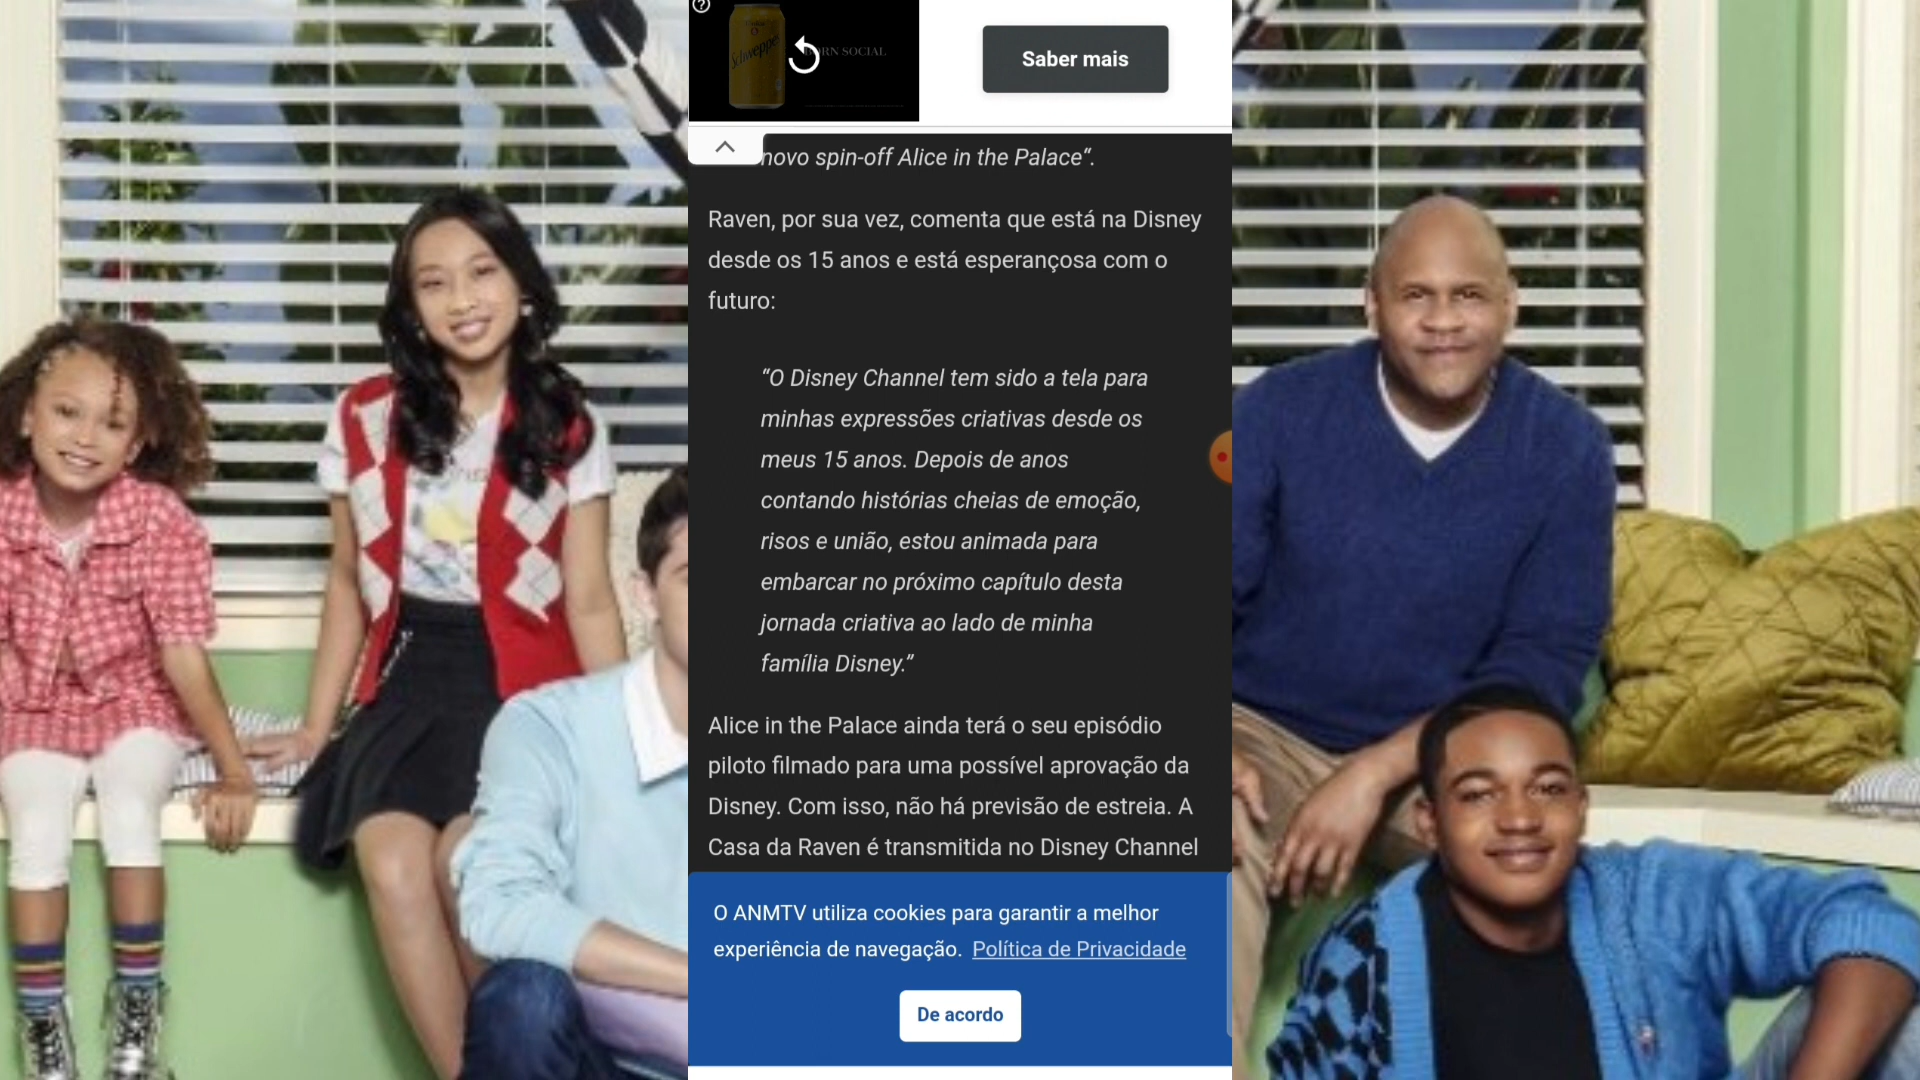 Schweppes
RN SOCIAL
Saber mais
novo spin-off Alice in the Palace“.
Raven, por sua vez, comenta que está na Disney
desde os 15 anos e está esperançosa com o
futuro:
“O Disney Channel tem sido a tela para
minhas expressões criativas desde os
meus 15 anos. Depois de anos
contando histórias cheias de emoção,
risos e união, estou animada para
embarcar no próximo capítulo desta
jornada criativa ao lado de minha
família Disney.”
Alice in the Palace ainda terá o seu episódio
piloto filmado para uma possível aprovação da
Disney. Com isso, não há previsão de estreia. A
Casa da Raven é transmitida no Disney Channel
O ANMTV utiliza cookies para garantir a melhor
experiência de navegação. Política de Privacidade
De acordo